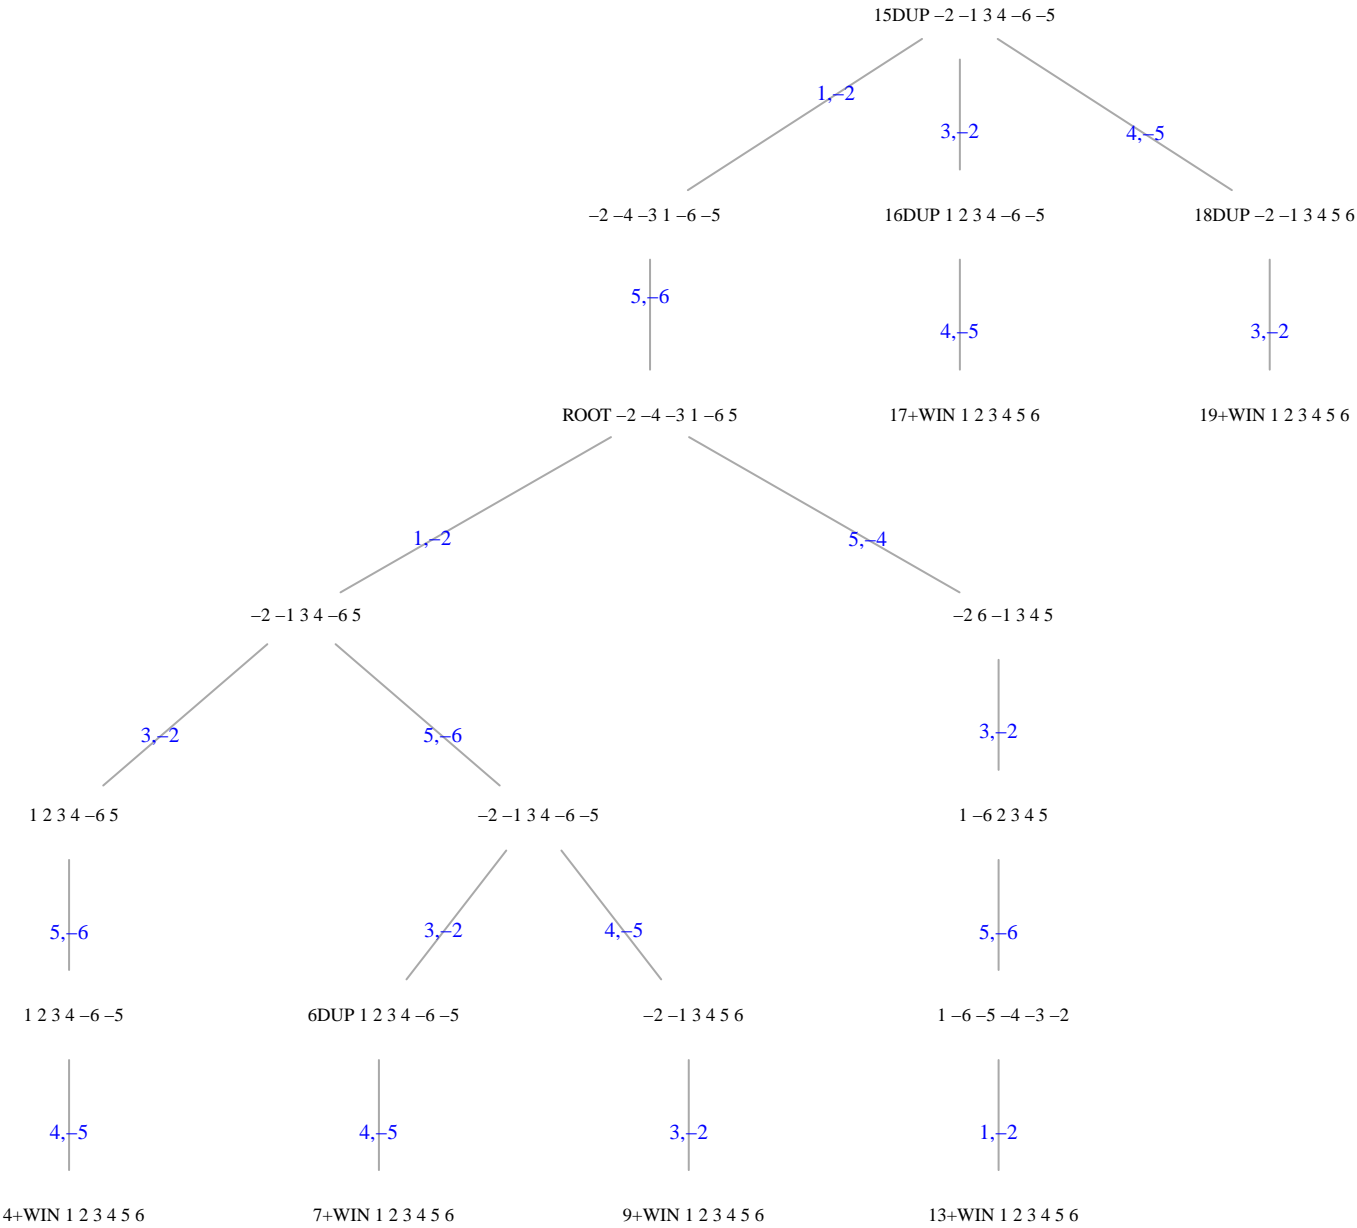 15DUP –2 –1 3 4 –6 –5
1,–2
3,–2
4,–5
–2 –4 –3 1 –6 –5
16DUP 1 2 3 4 –6 –5
18DUP –2 –1 3 4 5 6
5,–6
4,–5
3,–2
ROOT –2 –4 –3 1 –6 5
17+WIN 1 2 3 4 5 6
19+WIN 1 2 3 4 5 6
1,–2
5,–4
–2 –1 3 4 –6 5
–2 6 –1 3 4 5
3,–2
5,–6
3,–2
1 2 3 4 –6 5
–2 –1 3 4 –6 –5
1 –6 2 3 4 5
5,–6
3,–2
4,–5
5,–6
1 2 3 4 –6 –5
6DUP 1 2 3 4 –6 –5
–2 –1 3 4 5 6
1 –6 –5 –4 –3 –2
4,–5
4,–5
3,–2
1,–2
4+WIN 1 2 3 4 5 6
7+WIN 1 2 3 4 5 6
9+WIN 1 2 3 4 5 6
13+WIN 1 2 3 4 5 6